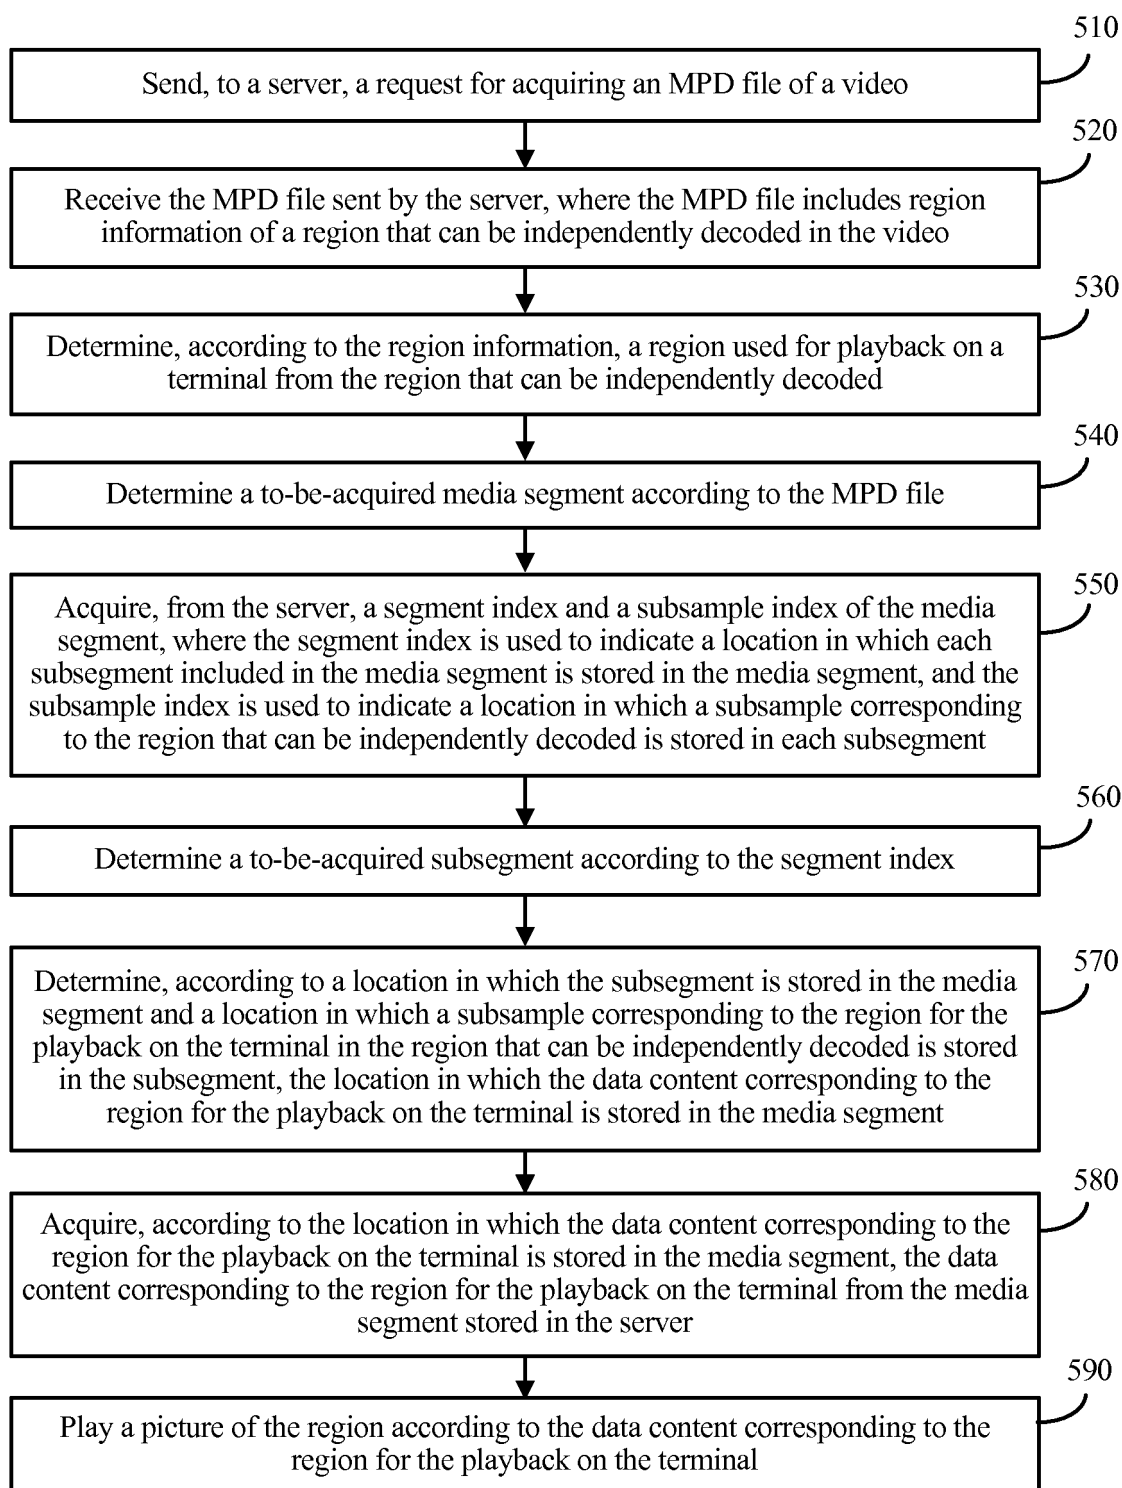 510
Send, to a server, a request for acquiring an MPD file of a video
520
Receive the MPD file sent by the server, where the MPD file includes region
information of a region that can be independently decoded in the video
530
Determine, according to the region information, a region used for playback on a
terminal from the region that can be independently decoded
540
Determine a to-be-acquired media segment according to the MPD file
550
Acquire, from the server, a segment index and a subsample index of the media
segment, where the segment index is used to indicate a location in which each
subsegment included in the media segment is stored in the media segment, and the
subsample index is used to indicate a location in which a subsample corresponding
to the region that can be independently decoded is stored in each subsegment
560
Determine a to-be-acquired subsegment according to the segment index
570
Determine, according to a location in which the subsegment is stored in the media
segment and a location in which a subsample corresponding to the region for the
playback on the terminal in the region that can be independently decoded is stored
in the subsegment, the location in which the data content corresponding to the
region for the playback on the terminal is stored in the media segment
580
Acquire, according to the location in which the data content corresponding to the
region for the playback on the terminal is stored in the media segment, the data
content corresponding to the region for the playback on the terminal from the media
segment stored in the server
590
Play a picture of the region according to the data content corresponding to the
region for the playback on the terminal